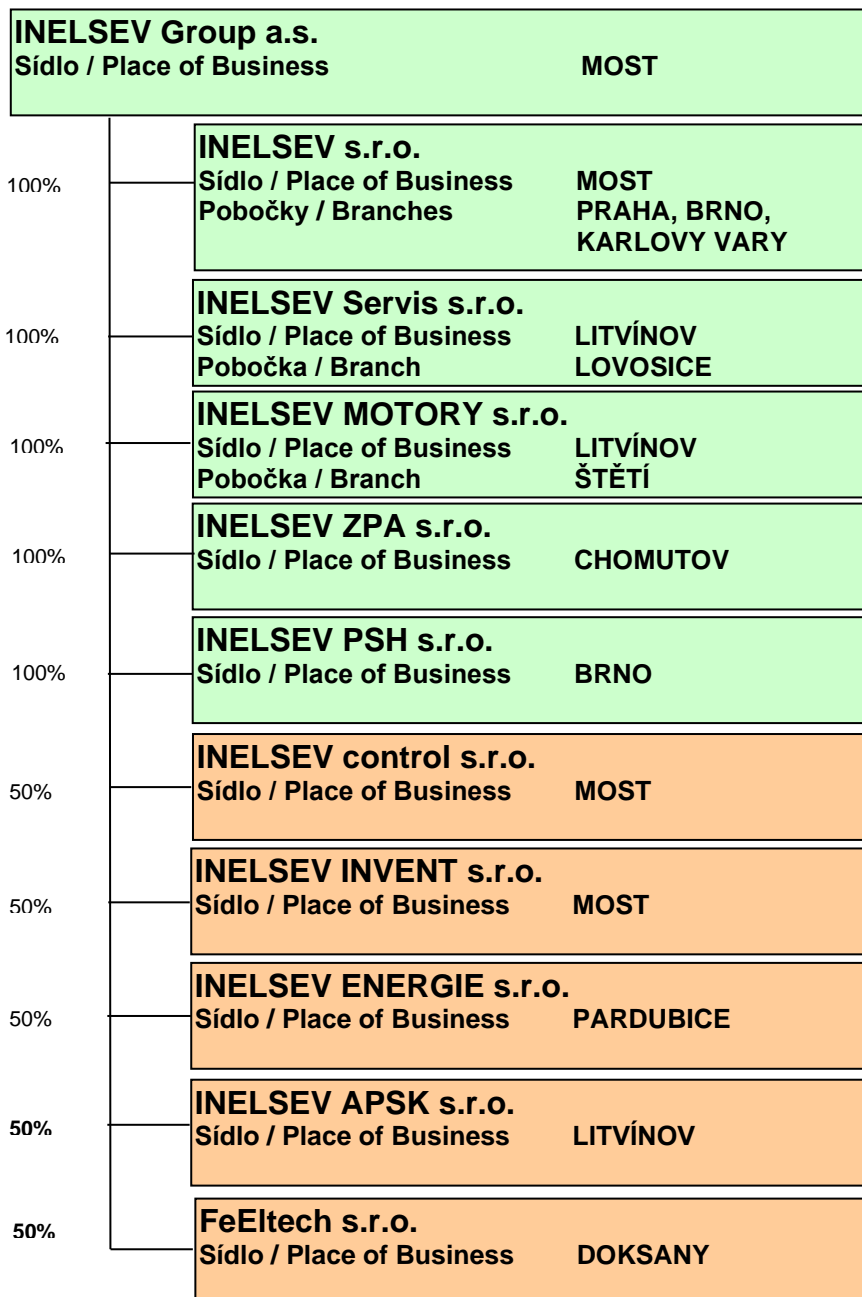 INELSEV Group a.s.
Sídlo / Place of Business MOST
INELSEV s.r.o.
100% Sídlo / Place of Business MOST
Pobočky / Branches PRAHA, BRNO,
KARLOVY VARY
INELSEV Servis s.r.o.
100% Sídlo / Place of Business LITVÍNOV
Pobočka / Branch LOVOSICE
INELSEV MOTORY s.r.o.
100% Sídlo / Place of Business LITVÍNOV
Pobočka / Branch ŠTĚTÍ
INELSEV ZPA s.r.o.
100% Sídlo / Place of Business CHOMUTOV
INELSEV PSH s.r.o.
100% Sídlo / Place of Business BRNO
INELSEV control s.r.o.
50% Sídlo / Place of Business MOST
INELSEV INVENT s.r.o.
50% Sídlo / Place of Business MOST
INELSEV ENERGIE s.r.o.
50% Sídlo / Place of Business PARDUBICE
INELSEV APSK s.r.o.
50% Sídlo / Place of Business LITVÍNOV
FeEltech s.r.o.
50% Sídlo / Place of Business DOKSANY